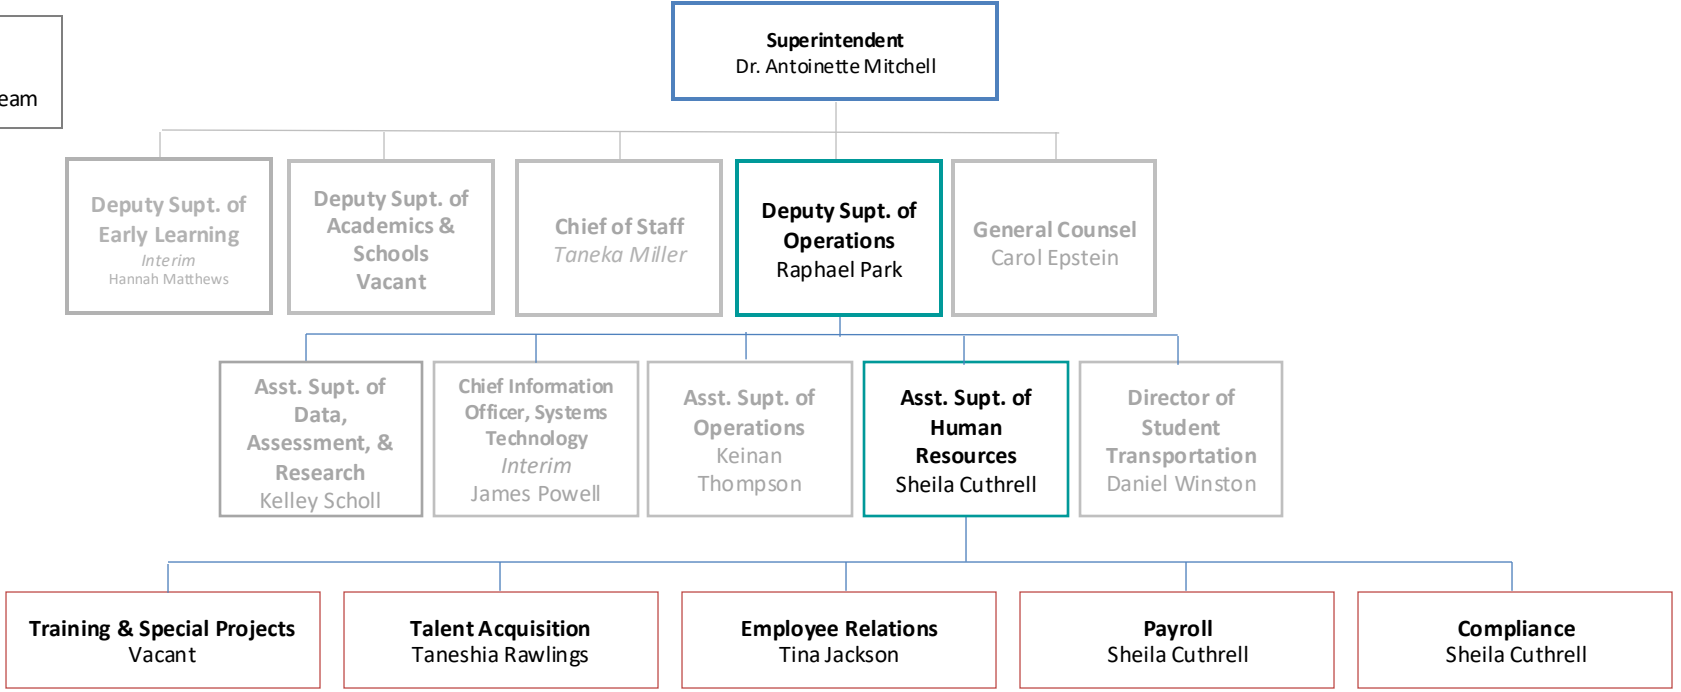 Superintendent
Dr. Antoinette Mitchell
eam
Deputy Supt. of
Early Learning
Interim
Hannah Matthews
Deputy Supt. of
Academics &
Schools
Vacant
Chief of Staff
Taneka Miller
Deputy Supt. of
Operations
Raphael Park
General Counsel
Carol Epstein
Asst. Supt. of
Data,
Assessment, &
Research
Kelley Scholl
Chief Information
Officer, Systems
Technology
Interim
James Powell
Asst. Supt. of
Operations
Keinan
Thompson
Asst. Supt. of
Human
Resources
Sheila Cuthrell
Director of
Student
Transportation
Daniel Winston
Training & Special Projects
Vacant
Talent Acquisition
Taneshia Rawlings
Employee Relations
Tina Jackson
Payroll
Sheila Cuthrell
Compliance
Sheila Cuthrell